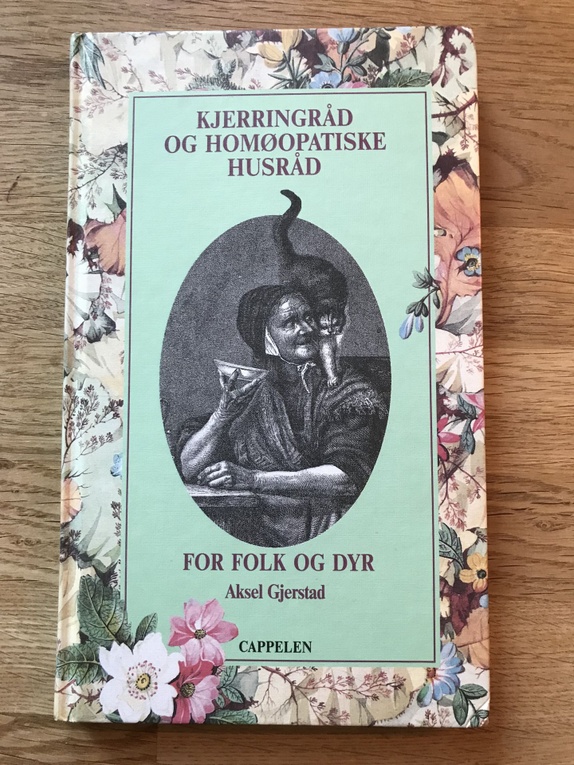 KJERRINGRÅD
OG HOMØOPATISKE
HUSRÅD
FOR FOLK OG DYR
Aksel Gjerstad
CAPPELEN